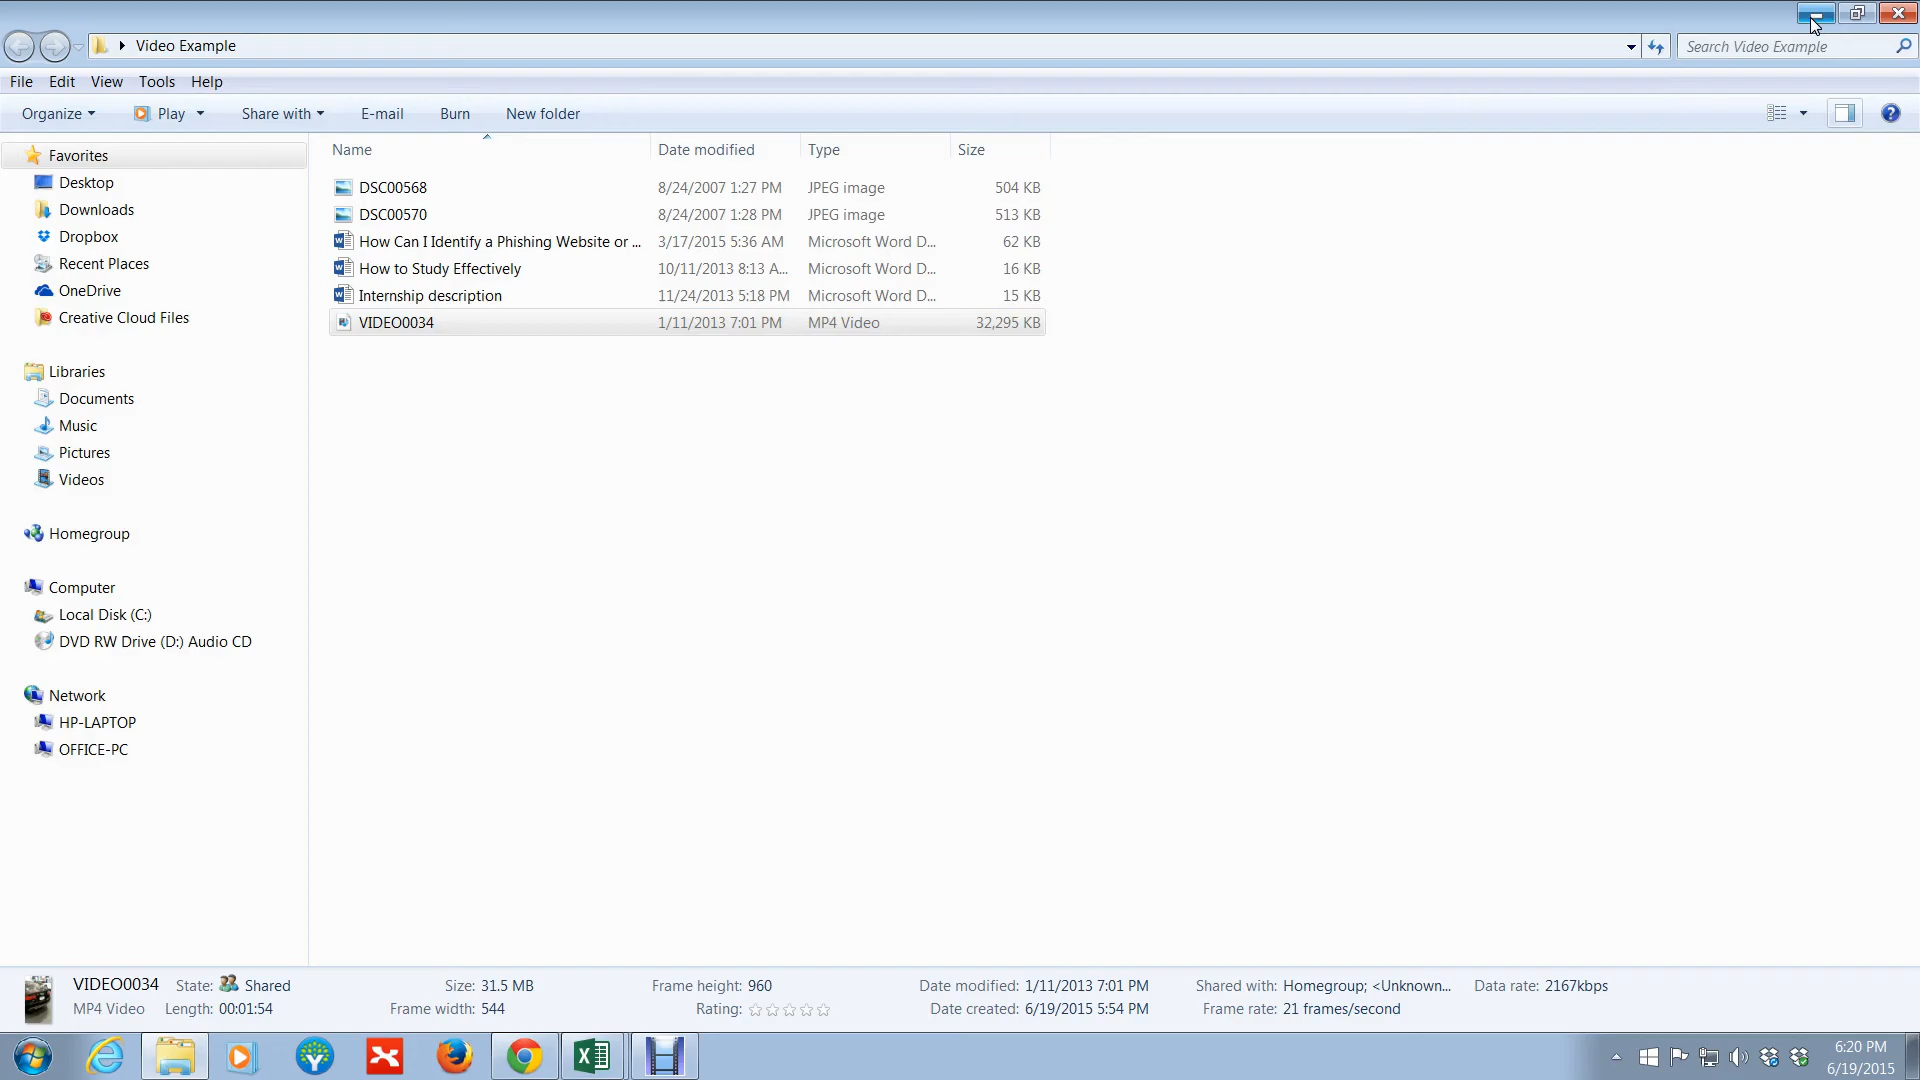 Video Example
Search Video Example
File Edit View Tools Help
Organize Play Share with E-mail Burn New folder
Name Date modified Type Size
Favorites
Desktop
Downloads
Dropbox
Recent Places
OneDrive
Creative Cloud Files
Libraries
Documents
Music
Pictures
Videos
Homegroup
Computer
Local Disk (C:)
DVD RW Drive (D:) Audio CD
Network
HP-LAPTOP
OFFICE-PC
DSC00568 8/24/2007 1:27 PM JPEG image 504 KB
DSC00570 8/24/2007 1:28 PM JPEG image 513 KB
How Can I Identify a Phishing Website or ... 3/17/2015 5:36 AM Microsoft Word D... 62 KB
How to Study Effectively 10/11/2013 8:13 A... Microsoft Word D... 16 KB
Internship description 11/24/2013 5:18 PM Microsoft Word D... 15 KB
VIDEO0034 1/11/2013 7:01 PM MP4 Video 32,295 KB
VIDEO0034 State: Shared Size: 31.5 MB Frame height: 960 Date modified: 1/11/2013 7:01 PM Shared with: Homegroup; <Unknown... Data rate: 2167kbps
MP4 Video Length: 00:01:54 Frame width: 544 Rating: Date created: 6/19/2015 5:54 PM Frame rate: 21 frames/second
6:20 PM
6/19/2015